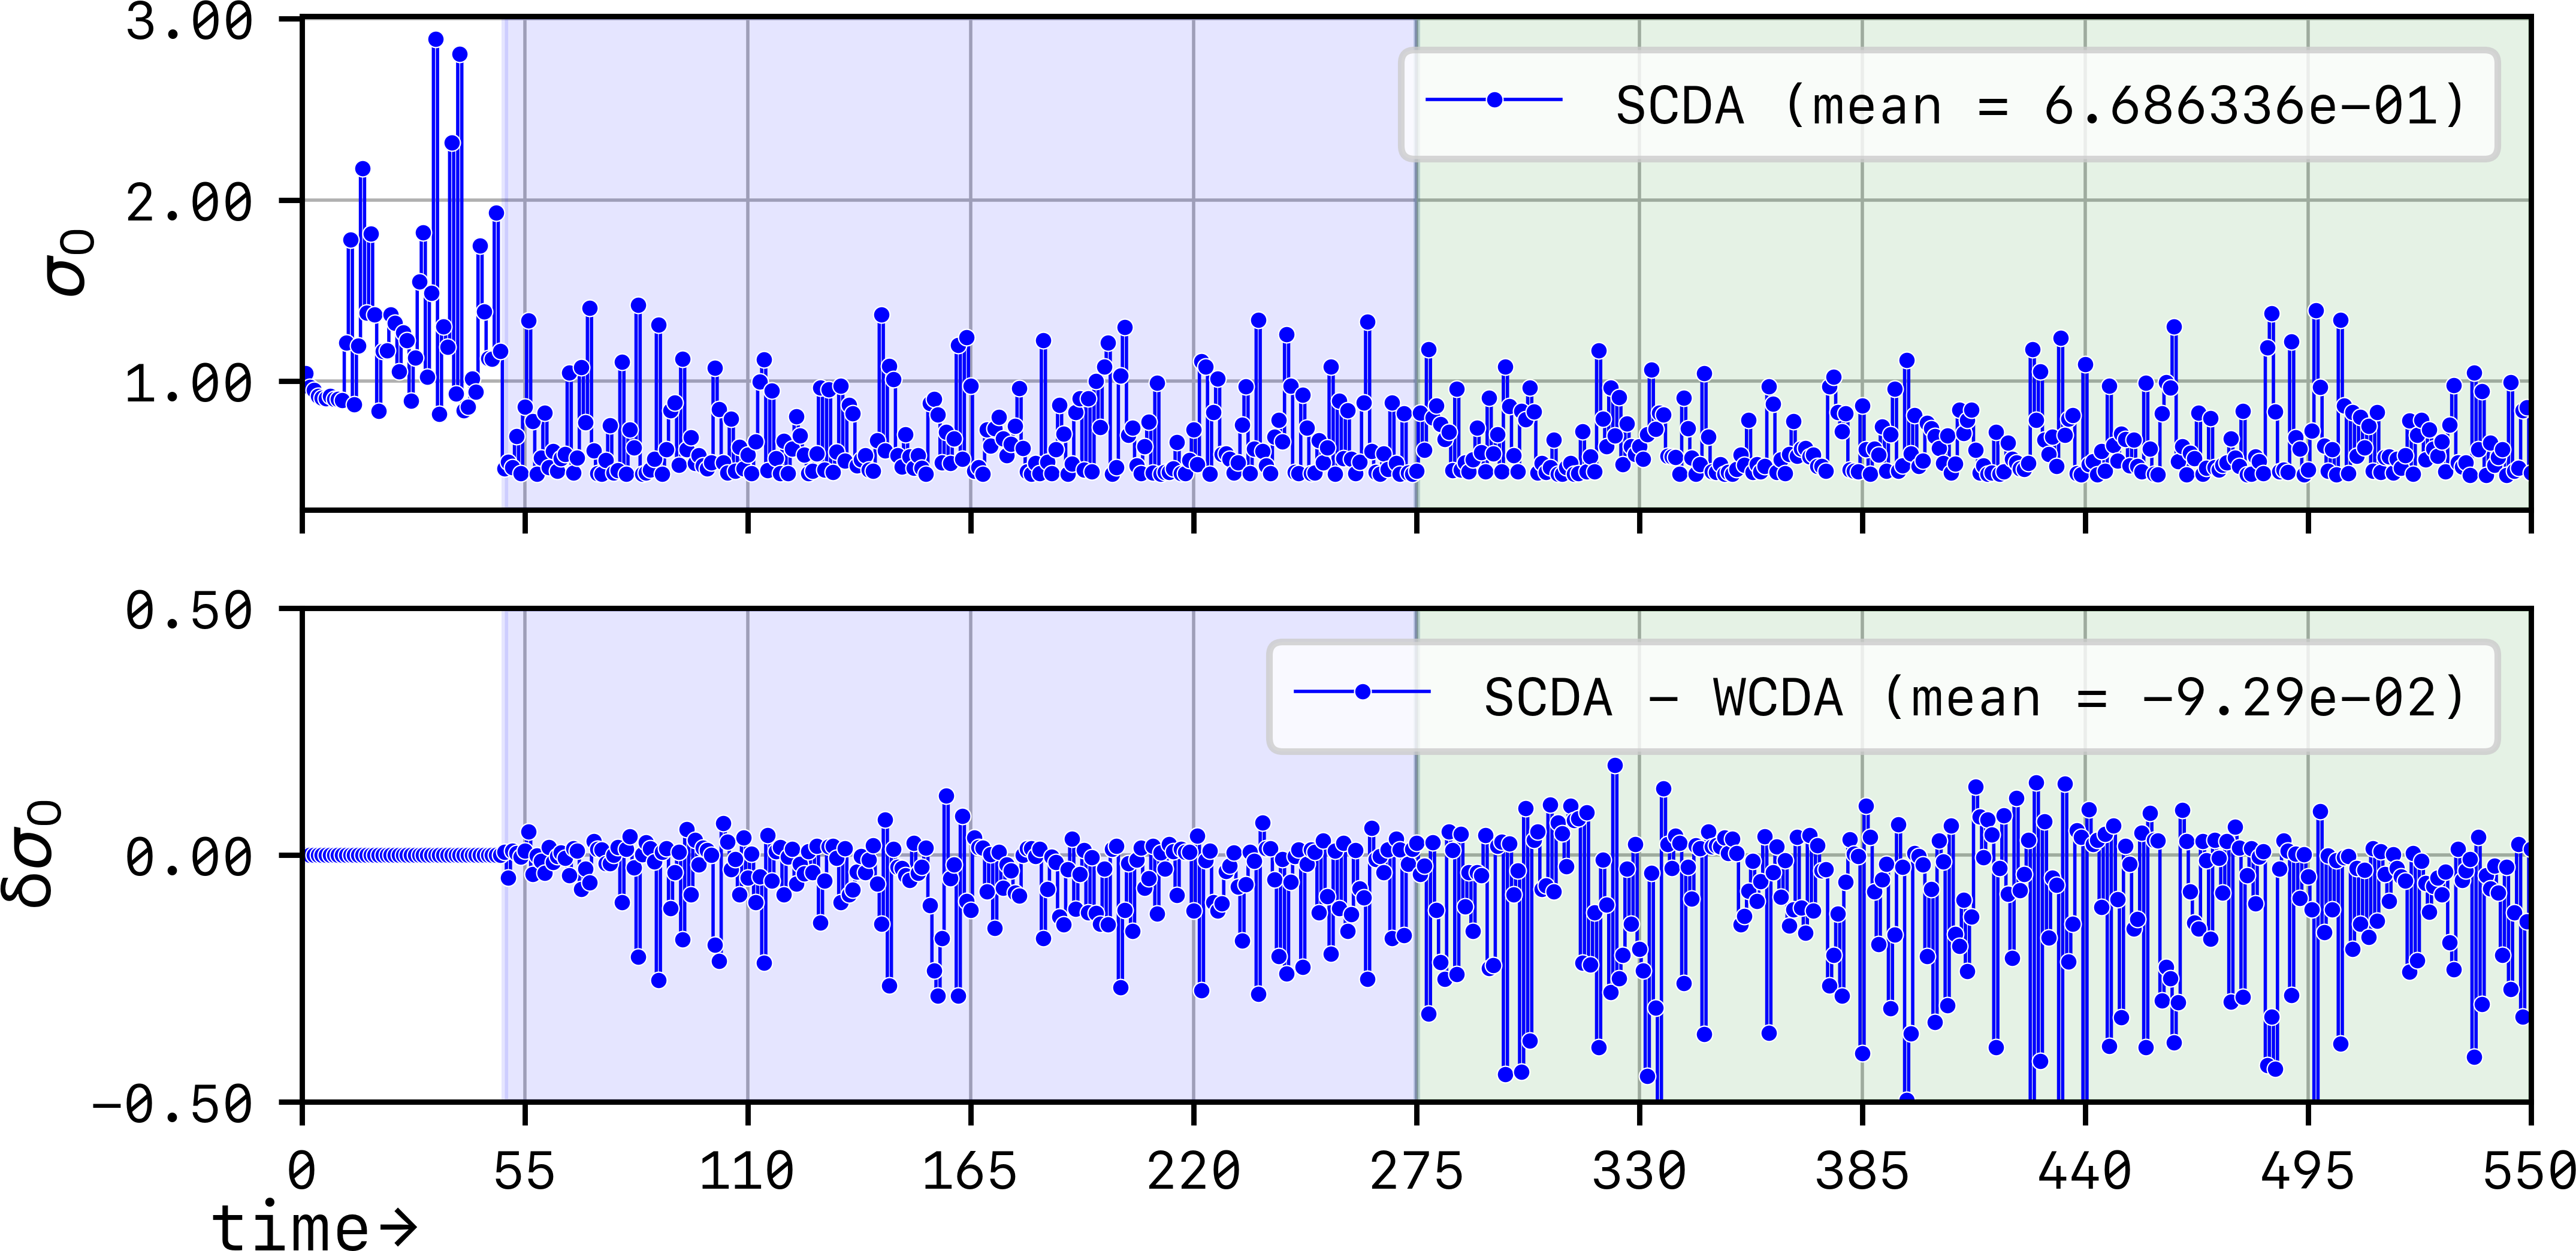 3.00
2.00
1.00
σ0
SCDA (mean = 6.686336e−01)
0.50
0.00
−0.50
δσ0
SCDA − WCDA (mean = −9.29e−02)
0 55 110 165 220 275 330 385 440 495 550
time→